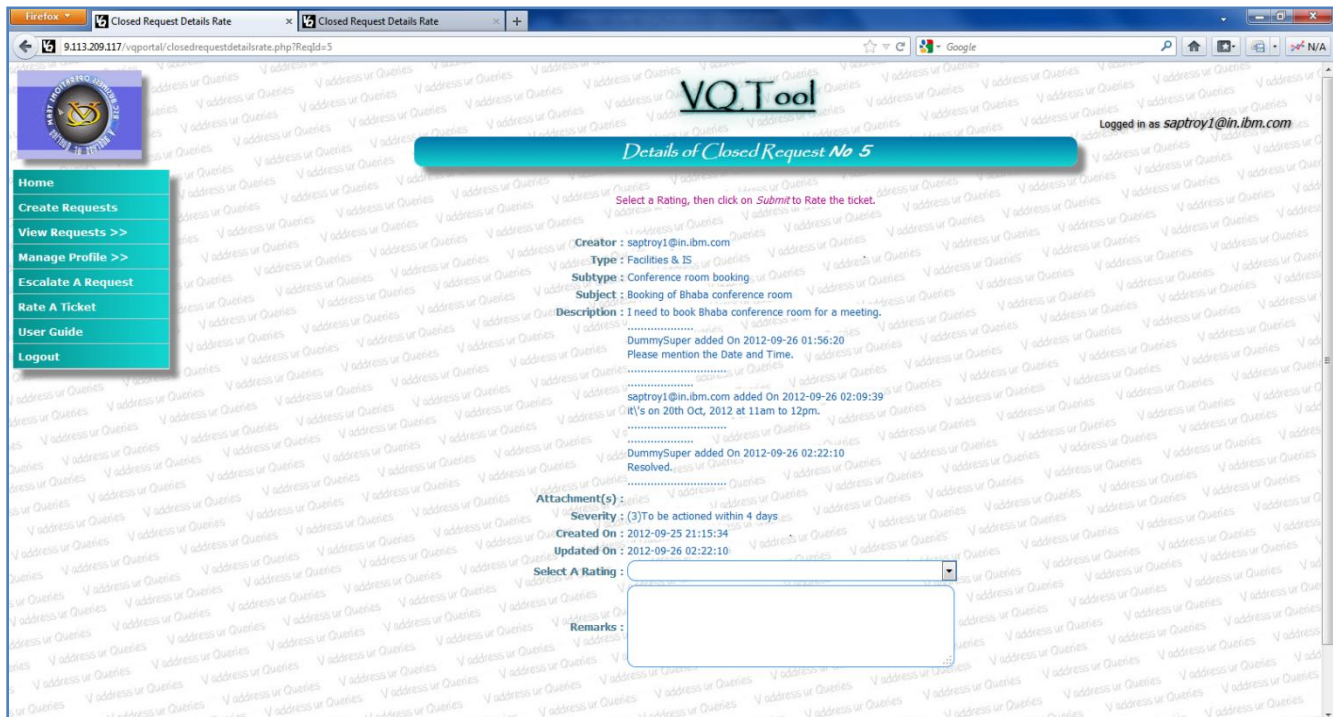 Firefox
Closed Request Details Rate × Closed Request Details Rate × +
9.113.209.117/vqportal/closedrequestdetailsrate.php?ReqId=5 Google N/A
VQ Tool
Logged in as saptroy1@in.ibm.com
Details of Closed Request No 5
Home
Create Requests
View Requests >>
Manage Profile >>
Escalate A Request
Rate A Ticket
User Guide
Logout
Select a Rating, then click on Submit to Rate the ticket.
Creator : saptroy1@in.ibm.com
Type : Facilities & IS
Subtype : Conference room booking
Subject : Booking of Bhaba conference room
Description : I need to book Bhaba conference room for a meeting.
....................
DummySuper added On 2012-09-26 01:56:20
Please mention the Date and Time.
..............................
....................
saptroy1@in.ibm.com added On 2012-09-26 02:09:39
it\'s on 20th Oct, 2012 at 11am to 12pm.
..............................
....................
DummySuper added On 2012-09-26 02:22:10
Resolved.
..............................
Attachment(s) :
Severity : (3)To be actioned within 4 days
Created On : 2012-09-25 21:15:34
Updated On : 2012-09-26 02:22:10
Select A Rating :
Remarks :
V address ur Queries